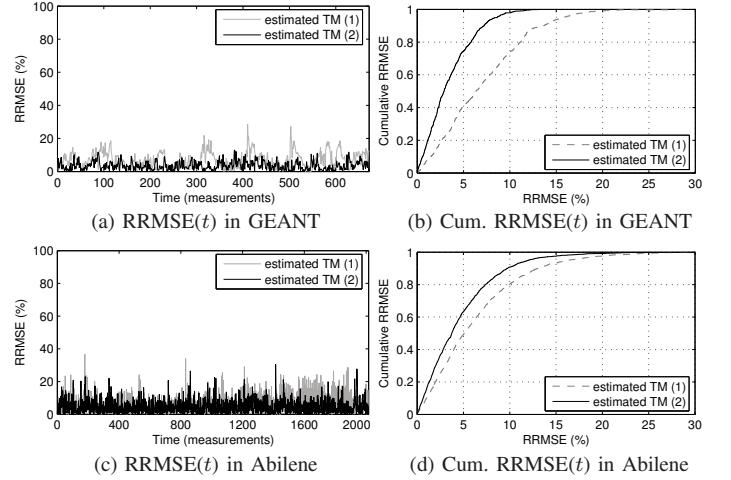 100
80
60
40
20
0
RRMSE (%)
estimated TM (1)
estimated TM (2)
0 100 200 300 400 500 600
Time (measurements)
(a) RRMSE(t) in GEANT
1
0.8
0.6
0.4
0.2
0
Cumulative RRMSE
estimated TM (1)
estimated TM (2)
0 5 10 15 20 25 30
RRMSE (%)
(b) Cum. RRMSE(t) in GEANT
100
80
60
40
20
0
RRMSE (%)
estimated TM (1)
estimated TM (2)
0 400 800 1200 1600 2000
Time (measurements)
(c) RRMSE(t) in Abilene
1
0.8
0.6
0.4
0.2
0
Cumulative RRMSE
estimated TM (1)
estimated TM (2)
0 5 10 15 20 25 30
RRMSE (%)
(d) Cum. RRMSE(t) in Abilene